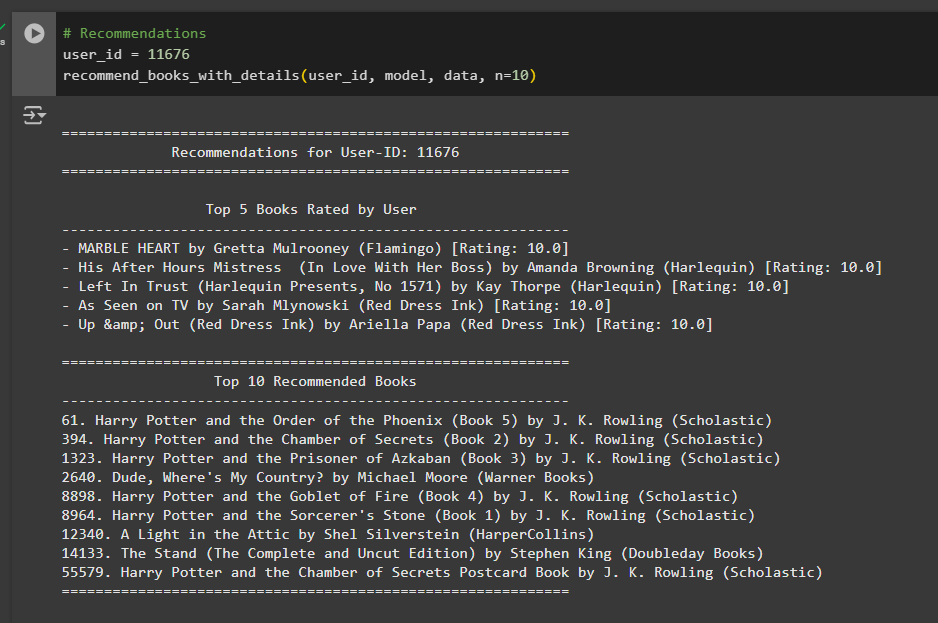 # Recommendations
user_id = 11676
recommend_books_with_details(user_id, model, data, n=10)
s
============================================================
Recommendations for User-ID: 11676
============================================================
Top 5 Books Rated by User
------------------------------------------------------------
- MARBLE HEART by Gretta Mulrooney (Flamingo) [Rating: 10.0]
- His After Hours Mistress  (In Love With Her Boss) by Amanda Browning (Harlequin) [Rating: 10.0]
- Left In Trust (Harlequin Presents, No 1571) by Kay Thorpe (Harlequin) [Rating: 10.0]
- As Seen on TV by Sarah Mlynowski (Red Dress Ink) [Rating: 10.0]
- Up &amp; Out (Red Dress Ink) by Ariella Papa (Red Dress Ink) [Rating: 10.0]
============================================================
Top 10 Recommended Books
------------------------------------------------------------
61. Harry Potter and the Order of the Phoenix (Book 5) by J. K. Rowling (Scholastic)
394. Harry Potter and the Chamber of Secrets (Book 2) by J. K. Rowling (Scholastic)
1323. Harry Potter and the Prisoner of Azkaban (Book 3) by J. K. Rowling (Scholastic)
2640. Dude, Where's My Country? by Michael Moore (Warner Books)
8898. Harry Potter and the Goblet of Fire (Book 4) by J. K. Rowling (Scholastic)
8964. Harry Potter and the Sorcerer's Stone (Book 1) by J. K. Rowling (Scholastic)
12340. A Light in the Attic by Shel Silverstein (HarperCollins)
14133. The Stand (The Complete and Uncut Edition) by Stephen King (Doubleday Books)
55579. Harry Potter and the Chamber of Secrets Postcard Book by J. K. Rowling (Scholastic)
============================================================